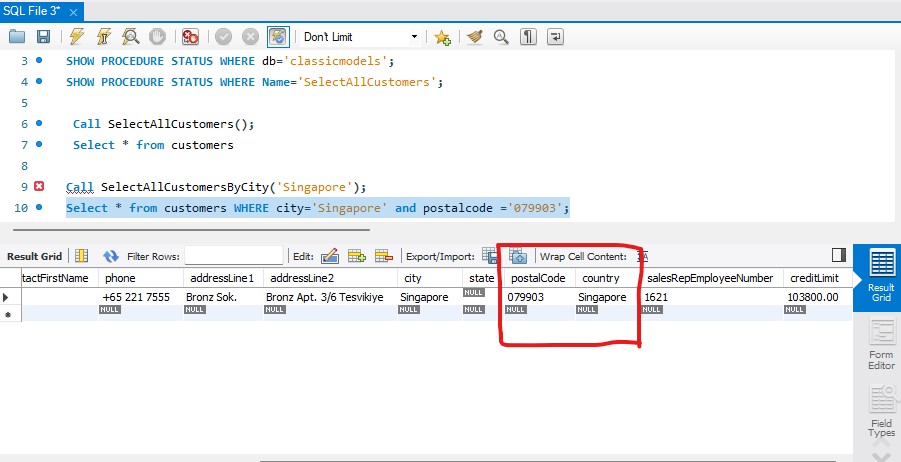 SQL File 3*
Don't Limit
3 SHOW PROCEDURE STATUS WHERE db='classicmodels';
4 SHOW PROCEDURE STATUS WHERE Name='SelectAllCustomers';
5
6 Call SelectAllCustomers();
7 Select * from customers
8
9 Call SelectAllCustomersByCity('Singapore');
10 Select * from customers WHERE city='Singapore' and postalcode ='079903';
Result Grid Filter Rows: Edit: Export/Import: Wrap Cell Content: IA
tactFirstName phone addressLine1 addressLine2 city state postalCode country salesRepEmployeeNumber creditLimit
+65 221 7555 Bronz Sok. Bronz Apt. 3/6 Tesvikiye Singapore NULL 079903 Singapore 1621 103800.00
NULL NULL NULL NULL NULL NULL NULL NULL NULL
Result
Grid
Form
Editor
Field
Types